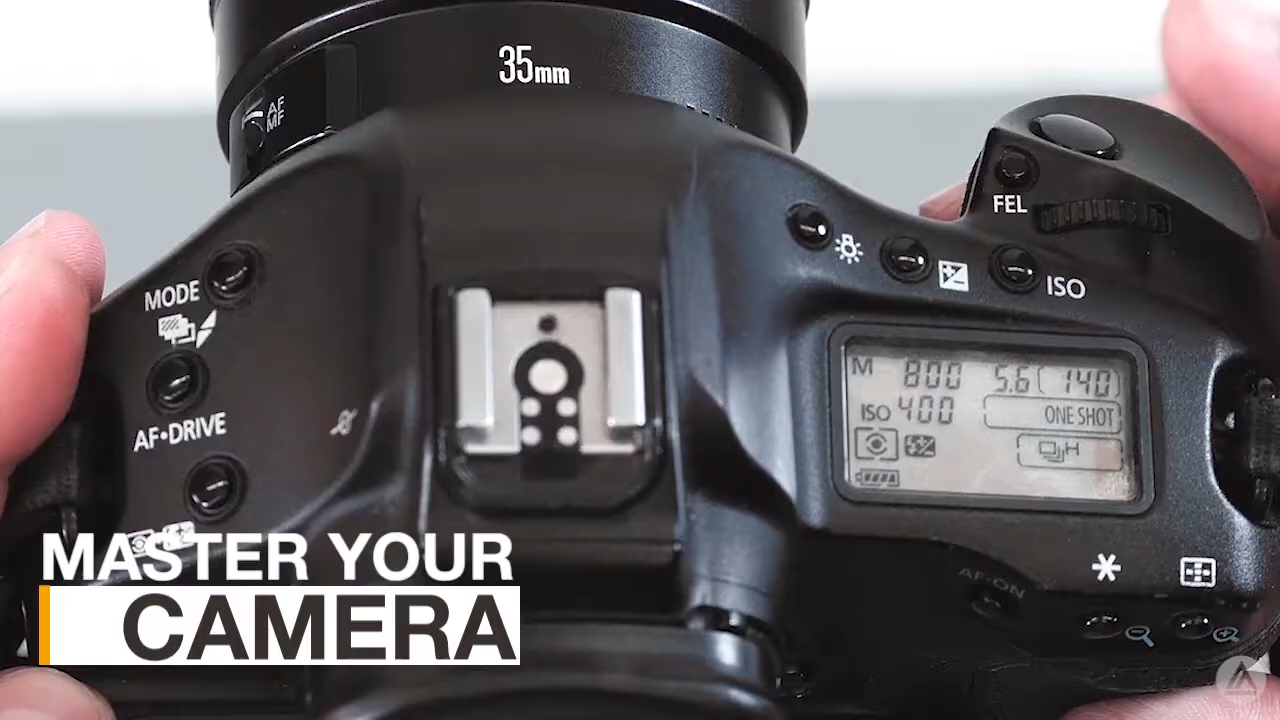 35mm
AF
MF
FEL
MODE
ISO
M 800 5.6 [ 140]
ISO 400
ONE SHOT
H
AF•DRIVE
AF-ON
MASTER YOUR
CAMERA